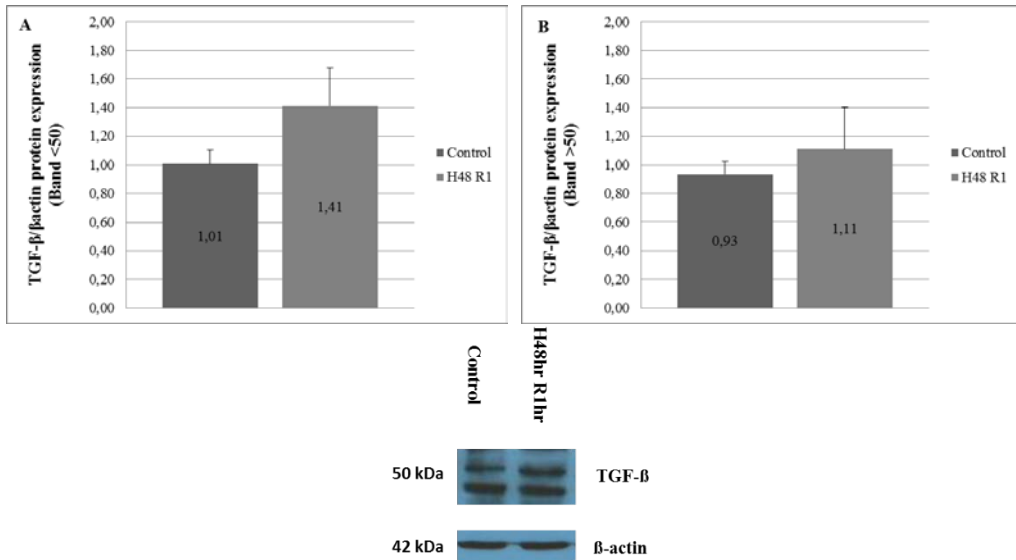 A
TGF-β/βactin protein expression
(Band <50)
2,00
1,80
1,60
1,40
1,20
1,00
0,80
0,60
0,40
0,20
0,00
1,01
1,41
Control
H48 R1
B
TGF-β/βactin protein expression
(Band >50)
2,00
1,80
1,60
1,40
1,20
1,00
0,80
0,60
0,40
0,20
0,00
0,93
1,11
Control
H48 R1
Control
H48hr R1hr
50 kDa
TGF-ß
42 kDa
ß-actin